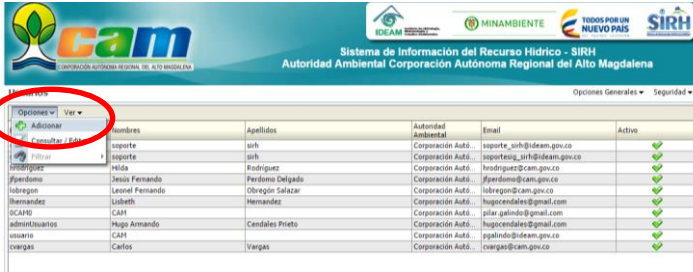 cam
CORPORACIÓN AUTÓNOMA REGIONAL DEL ALTO MAGDALENA
IDEAM
MINAMBIENTE
TODOS POR UN
NUEVO PAÍS
SIRH
Sistema de Información del Recurso Hídrico - SIRH
Autoridad Ambiental Corporación Autónoma Regional del Alto Magdalena
Usuarios
Opciones Generales Seguridad
Opciones Ver
Adicionar
Consultar / Editar
Filtrar
Nombres Apellidos Autoridad Ambiental Email Activo
soporte sirh Corporación Autó... soporte_sirh@ideam.gov.co
soporte sirh Corporación Autó... soportesig_sirh@ideam.gov.co
hrodriguez Hilda Rodríguez Corporación Autó... hrodriguez@cam.gov.co
jfperdomo Jesús Fernando Perdomo Delgado Corporación Autó... jfperdomo@cam.gov.co
lobregon Leonel Fernando Obregón Salazar Corporación Autó... lobregon@cam.gov.co
lhernandez Lisbeth Hernandez Corporación Autó... hugocendales@gmail.com
0CAM0 CAM Corporación Autó... pilar.galindo@gmail.com
adminUsuarios Hugo Armando Cendales Prieto Corporación Autó... hugocendales@gmail.com
usuario CAM Corporación Autó... pgalindo@ideam.gov.co
cvargas Carlos Vargas Corporación Autó... cvargas@cam.gov.co